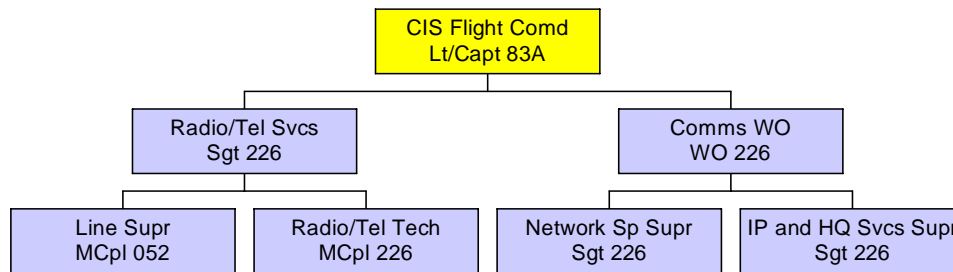 CIS Flight Comd
Lt/Capt 83A
Radio/Tel Svcs
Sgt 226
Comms WO
WO 226
Line Supr
MCpl 052
Radio/Tel Tech
MCpl 226
Network Sp Supr
Sgt 226
IP and HQ Svcs Supr
Sgt 226